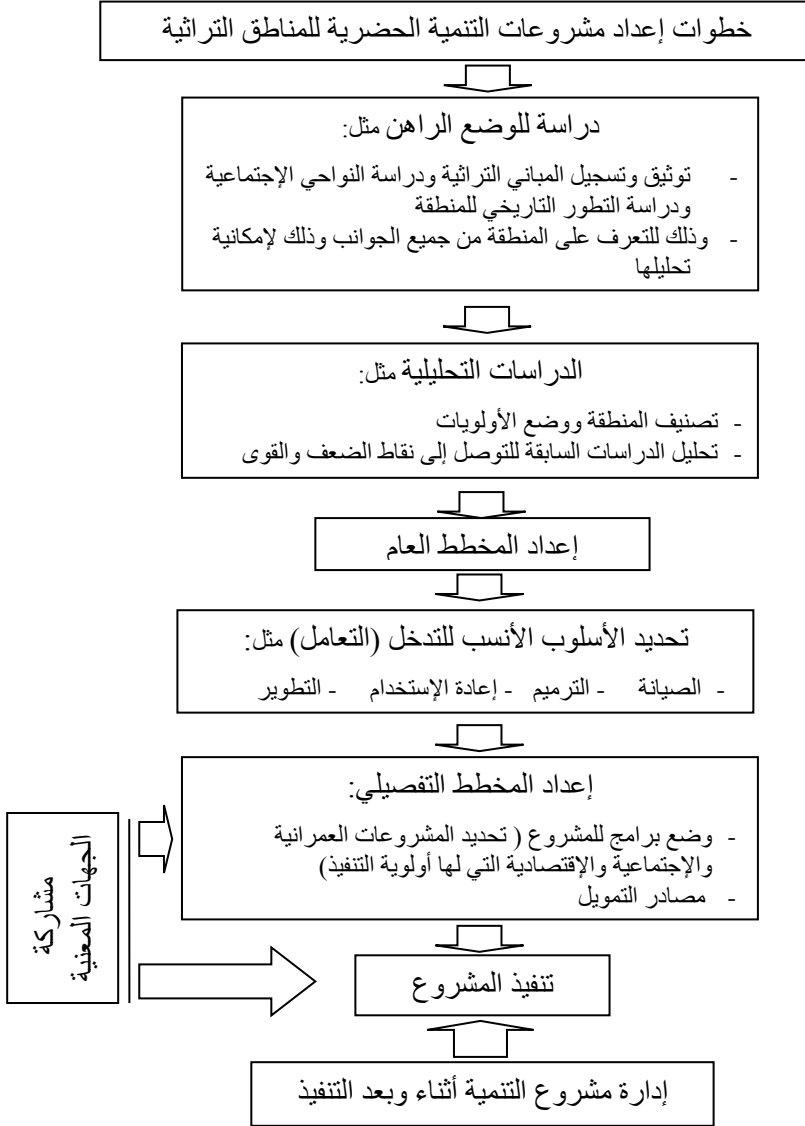 خطوات إعداد مشروعات التنمية الحضرية للمناطق التراثية
دراسة للوضع الراهن مثل:
- توثيق وتسجيل المباني التراثية ودراسة النواحي الإجتماعية
ودراسة التطور التاريخي للمنطقة
- وذلك للتعرف على المنطقة من جميع الجوانب وذلك لإمكانية
تحليلها
الدراسات التحليلية مثل:
- تصنيف المنطقة ووضع الأولويات
- تحليل الدراسات السابقة للتوصل إلى نقاط الضعف والقوى
إعداد المخطط العام
تحديد الأسلوب الأنسب للتدخل (التعامل) مثل:
- الصيانة - الترميم - إعادة الإستخدام - التطوير
إعداد المخطط التفصيلي:
- وضع برامج للمشروع ( تحديد المشروعات العمرانية
والإجتماعية والإقتصادية التي لها أولوية التنفيذ)
- مصادر التمويل
مشاركة
الجهات المعنية
تنفيذ المشروع
إدارة مشروع التنمية أثناء وبعد التنفيذ